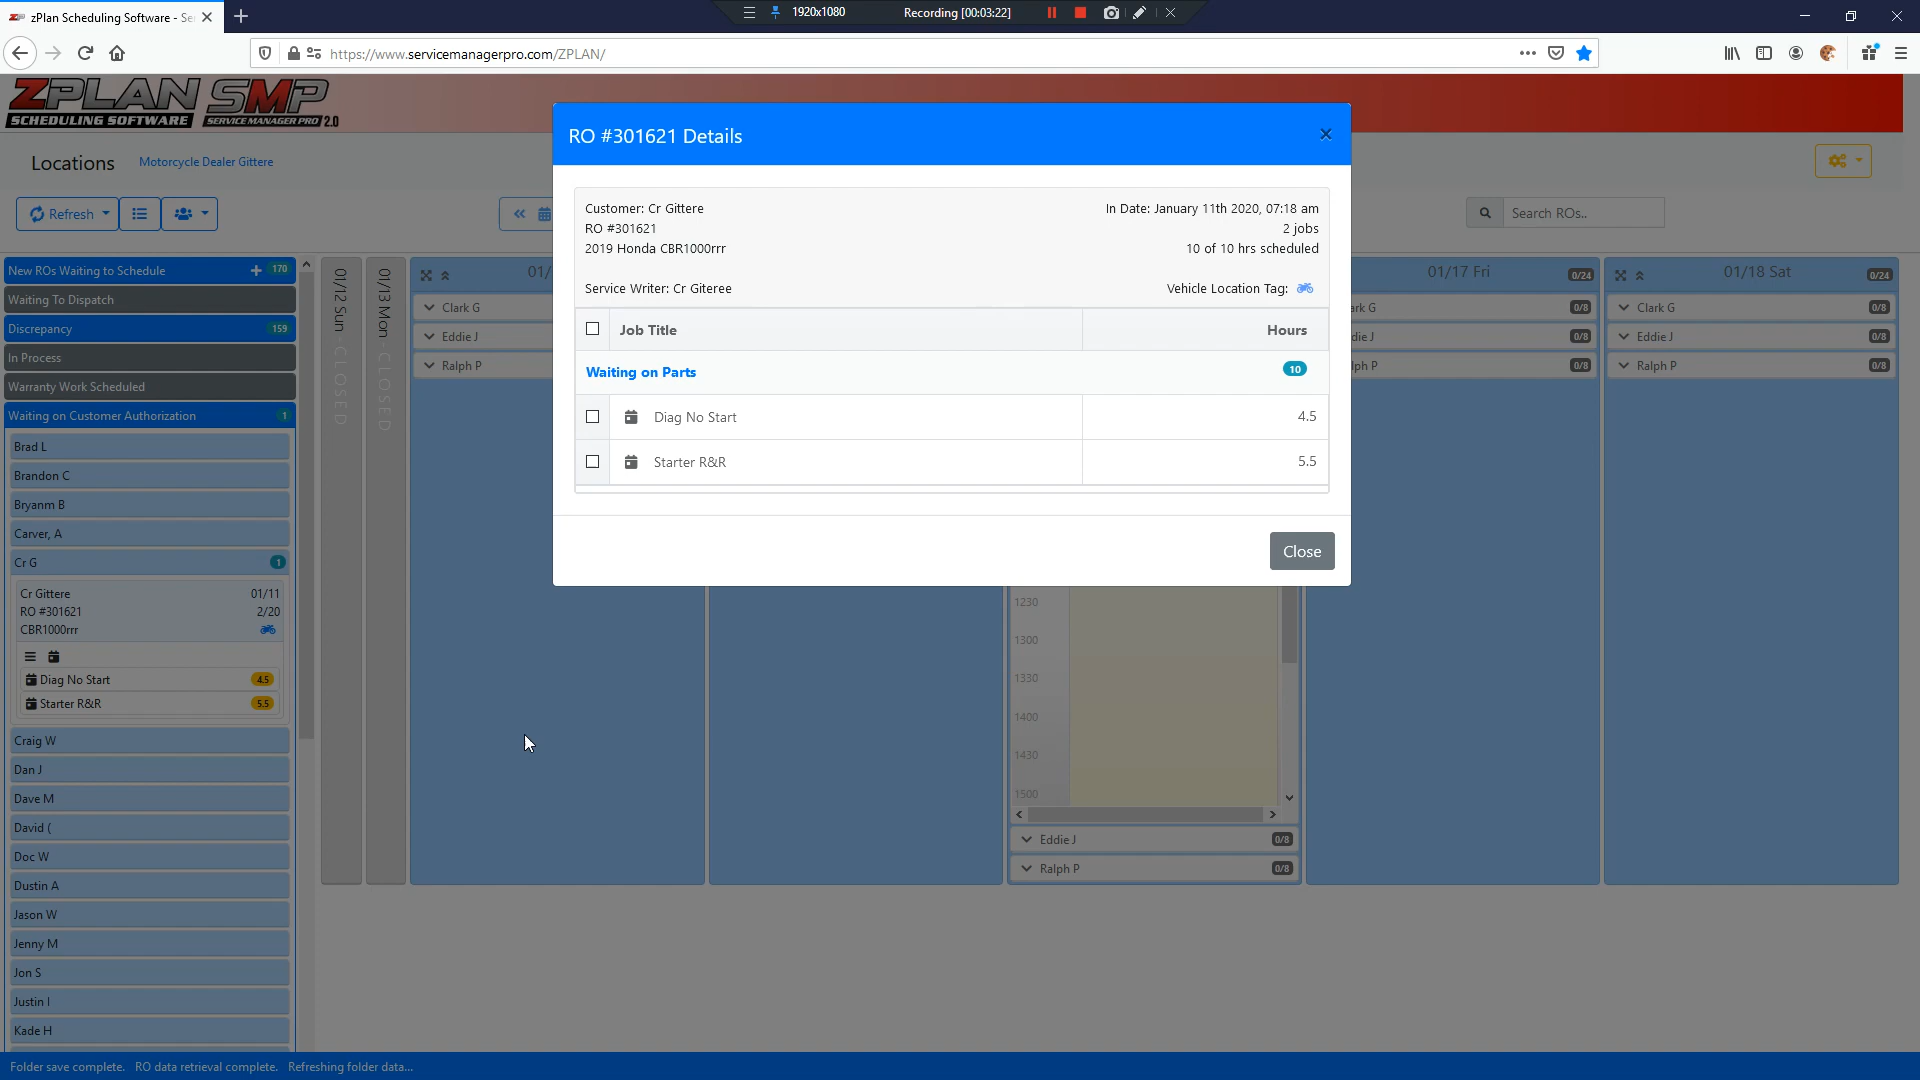 zPlan Scheduling Software - Se
1920x1080
Recording [00:03:22]
https://www.servicemanagerpro.com/ZPLAN/
ZPLAN SMP
SCHEDULING SOFTWARE SERVICE MANAGER PRO 2.0
Locations
Motorcycle Dealer Gittere
Refresh
Search ROs..
RO #301621 Details
×
Customer: Cr Gittere
In Date: January 11th 2020, 07:18 am
RO #301621
2 jobs
2019 Honda CBR1000rrr
10 of 10 hrs scheduled
Service Writer: Cr Giteree
Vehicle Location Tag:
Job Title
Hours
Waiting on Parts
10
Diag No Start
4.5
Starter R&R
5.5
Close
New ROs Waiting to Schedule
170
Waiting To Dispatch
Discrepancy
159
In Process
Warranty Work Scheduled
Waiting on Customer Authorization
1
Brad L
Brandon C
Bryanm B
Carver, A
Cr G
1
Cr Gittere
01/11
RO #301621
2/20
CBR1000rrr
Diag No Start
4.5
Starter R&R
5.5
Craig W
Dan J
Dave M
David (
Doc W
Dustin A
Jason W
Jenny M
Jon S
Justin I
Kade H
01/12 Sun - CLOSED
01/13 Mon - CLOSED
01/
Clark G
Eddie J
Ralph P
1230
1300
1330
1400
1430
1500
Eddie J
0/8
Ralph P
0/8
01/17 Fri
0/24
ark G
0/8
die J
0/8
lph P
0/8
01/18 Sat
0/24
Clark G
0/8
Eddie J
0/8
Ralph P
0/8
Folder save complete. RO data retrieval complete. Refreshing folder data...